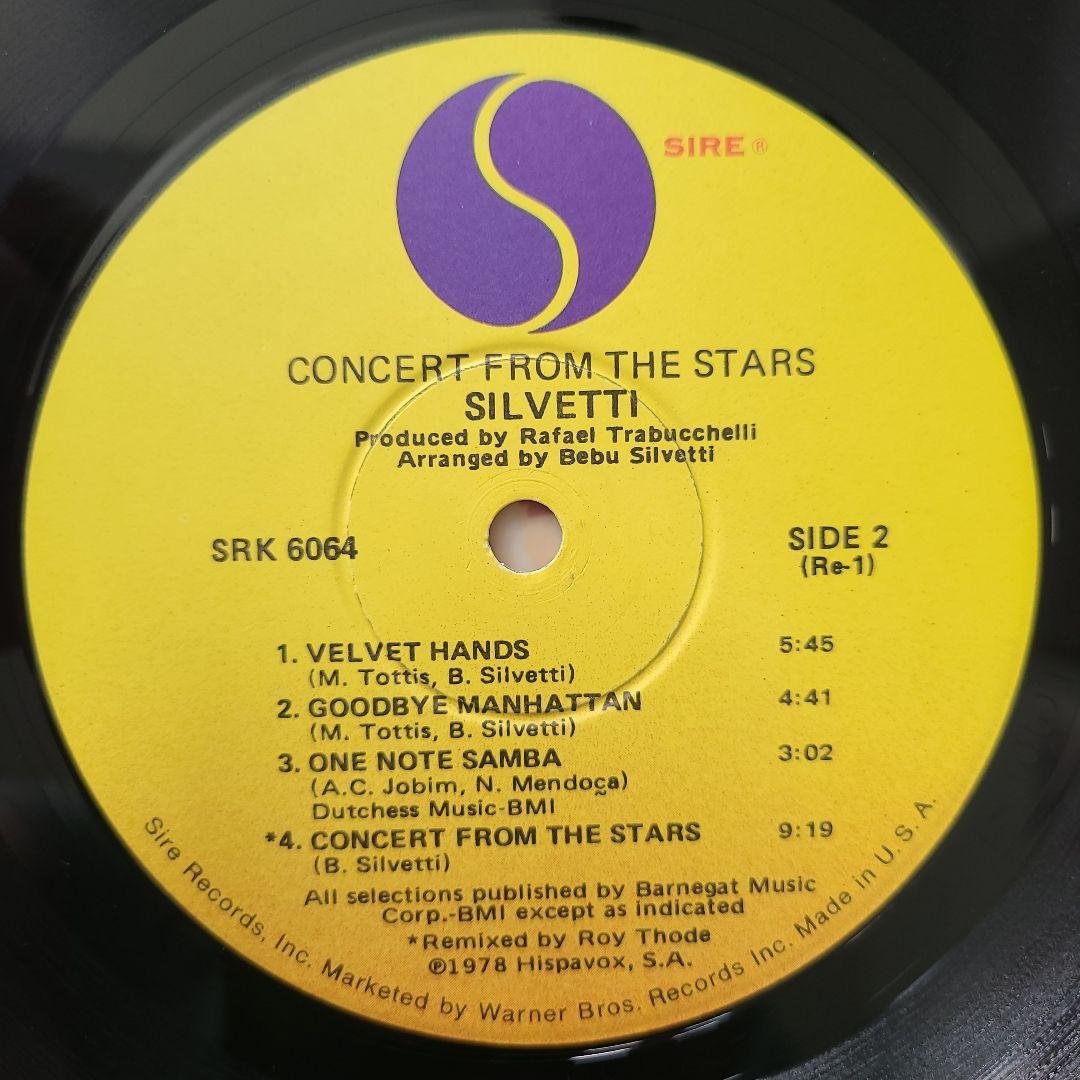 SIRE ®
CONCERT FROM THE STARS
SILVETTI
Produced by Rafael Trabucchelli
Arranged by Bebu Silvetti
SRK 6064
SIDE 2
(Re-1)
1. VELVET HANDS 5:45
(M. Tottis, B. Silvetti)
2. GOODBYE MANHATTAN 4:41
(M. Tottis, B. Silvetti)
3. ONE NOTE SAMBA 3:02
(A.C. Jobim, N. Mendoça)
Dutchess Music-BMI
*4. CONCERT FROM THE STARS 9:19
(B. Silvetti)
All selections published by Barnegat Music
Corp.-BMI except as indicated
*Remixed by Roy Thode
℗1978 Hispavox, S.A.
Sire Records, Inc. Marketed by Warner Bros. Records Inc. Made in U. S. A.